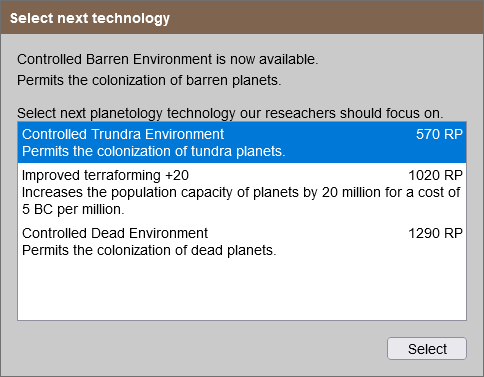 Select next technology
Controlled Barren Environment is now available.
Permits the colonization of barren planets.
Select next planetology technology our reseachers should focus on.
Controlled Trundra Environment 570 RP
Permits the colonization of tundra planets.
Improved terraforming +20 1020 RP
Increases the population capacity of planets by 20 million for a cost of
5 BC per million.
Controlled Dead Environment 1290 RP
Permits the colonization of dead planets.
Select